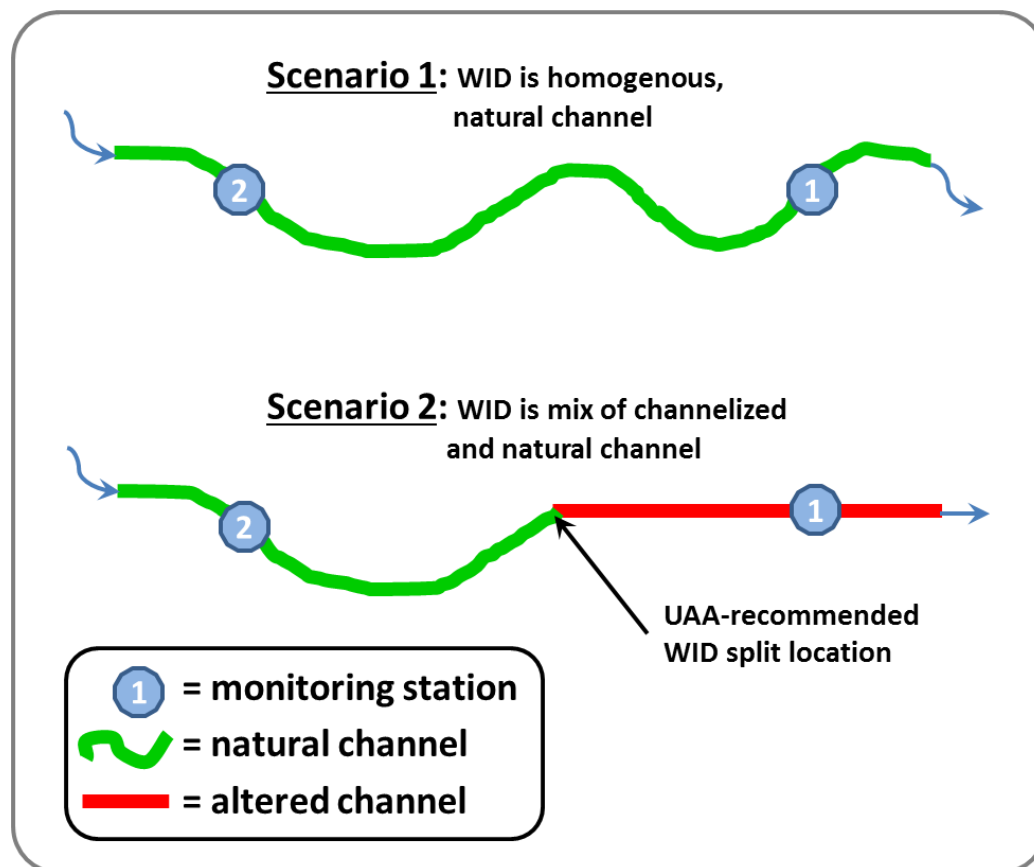 Scenario 1: WID is homogenous,
natural channel
2
1
Scenario 2: WID is mix of channelized
and natural channel
2
1
UAA-recommended
WID split location
1 = monitoring station
= natural channel
= altered channel